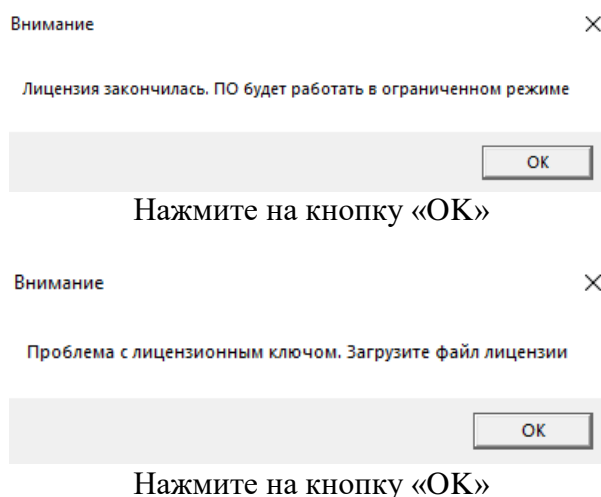 Внимание
Лицензия закончилась. ПО будет работать в ограниченном режиме
OK
Нажмите на кнопку «OK»
Внимание
Проблема с лицензионным ключом. Загрузите файл лицензии
OK
Нажмите на кнопку «OK»